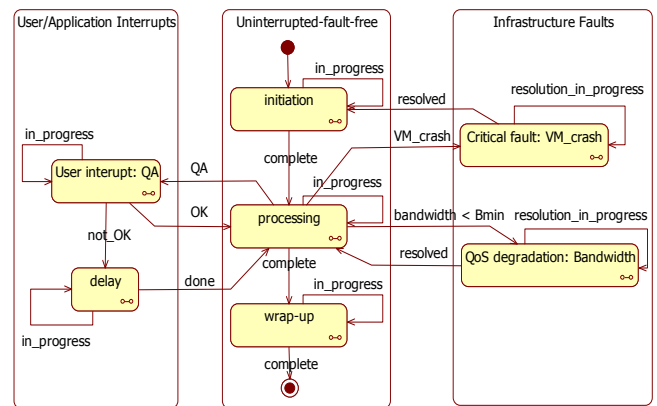 User/Application Interrupts
Uninterrupted-fault-free
Infrastructure Faults
in_progress
resolution_in_progress
initiation
resolved
Critical fault: VM_crash
in_progress
complete
VM_crash
User interupt: QA
QA
in_progress
OK
processing
bandwidth < Bmin
resolution_in_progress
not_OK
complete
resolved
QoS degradation: Bandwidth
delay
done
in_progress
wrap-up
in_progress
complete